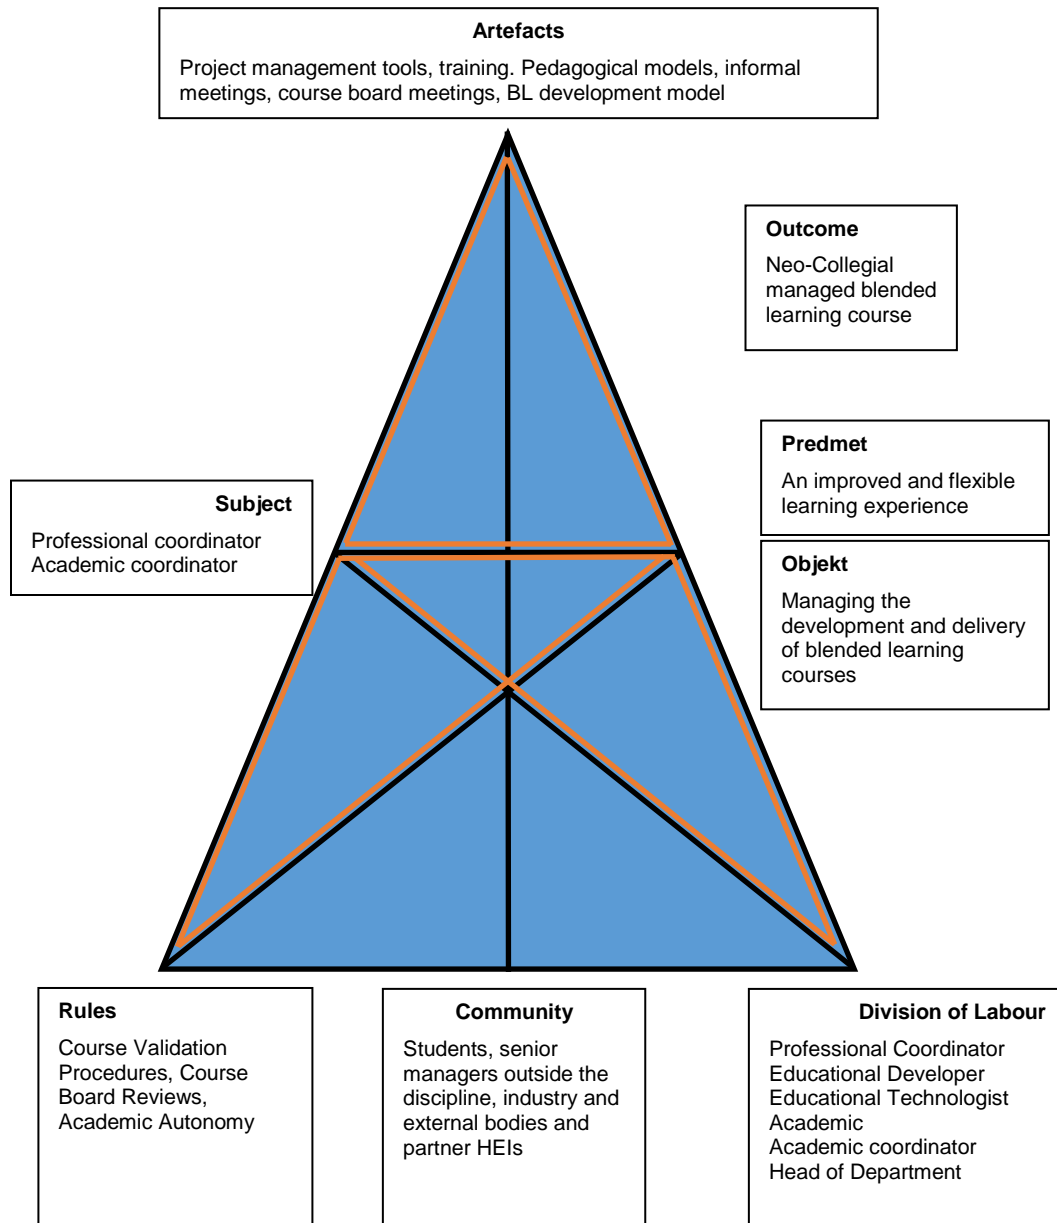 Artefacts
Project management tools, training. Pedagogical models, informal
meetings, course board meetings, BL development model
Outcome
Neo-Collegial
managed blended
learning course
Predmet
An improved and flexible
learning experience
Subject
Professional coordinator
Academic coordinator
Objekt
Managing the
development and delivery
of blended learning
courses
Rules
Course Validation
Procedures, Course
Board Reviews,
Academic Autonomy
Community
Students, senior
managers outside the
discipline, industry and
external bodies and
partner HEIs
Division of Labour
Professional Coordinator
Educational Developer
Educational Technologist
Academic
Academic coordinator
Head of Department